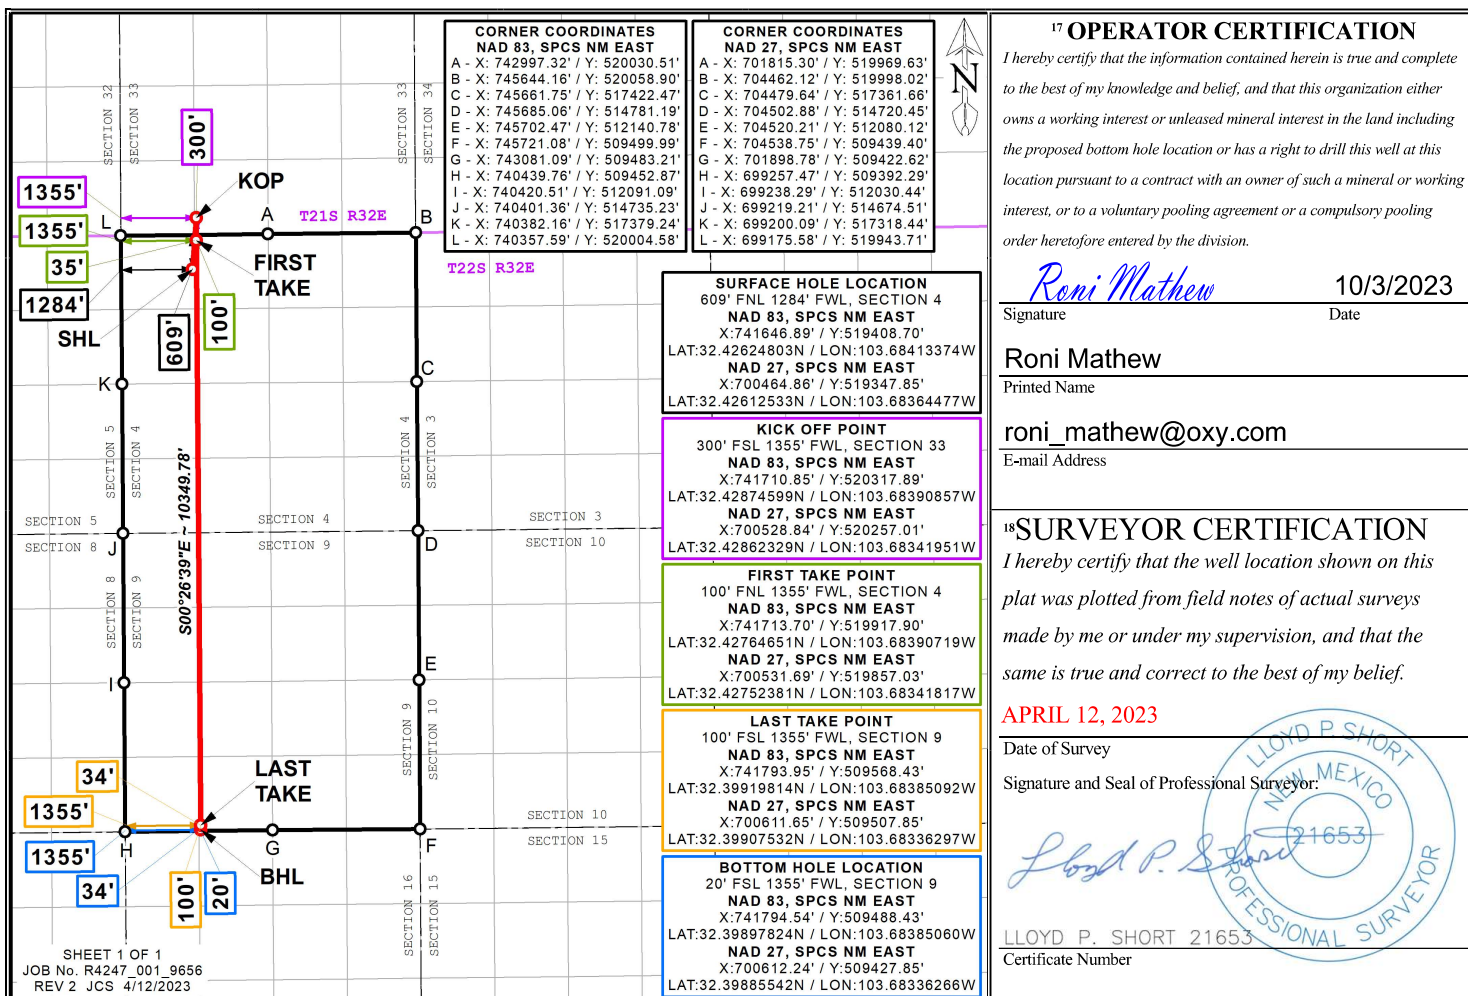 CORNER COORDINATES
NAD 83, SPCS NM EAST
A - X: 742997.32' / Y: 520030.51'
B - X: 745644.16' / Y: 520058.90'
C - X: 745661.75' / Y: 517422.47'
D - X: 745685.06' / Y: 514781.19'
E - X: 745702.47' / Y: 512140.78'
F - X: 745721.08' / Y: 509499.99'
G - X: 743081.09' / Y: 509483.21'
H - X: 740439.76' / Y: 509452.87'
I - X: 740420.51' / Y: 512091.09'
J - X: 740401.36' / Y: 514735.23'
K - X: 740382.16' / Y: 517379.24'
L - X: 740357.59' / Y: 520004.58'
CORNER COORDINATES
NAD 27, SPCS NM EAST
A - X: 701815.30' / Y: 519969.63'
B - X: 704462.12' / Y: 519998.02'
C - X: 704479.64' / Y: 517361.66'
D - X: 704502.88' / Y: 514720.45'
E - X: 704520.21' / Y: 512080.12'
F - X: 704538.75' / Y: 509439.40'
G - X: 701898.78' / Y: 509422.62'
H - X: 699257.47' / Y: 509392.29'
I - X: 699238.29' / Y: 512030.44'
J - X: 699219.21' / Y: 514674.51'
K - X: 699200.09' / Y: 517318.44'
L - X: 699175.58' / Y: 519943.71'
N
SECTION 32
SECTION 33
SECTION 33
SECTION 34
300'
1355'
KOP
L
A
T21S R32E
B
1355'
T22S R32E
35'
FIRST
TAKE
1284'
SHL
609'
100'
K
C
SECTION 5
SECTION 4
SECTION 4
SECTION 3
S00°26'39"E ~ 10349.78'
SECTION 5
SECTION 4
SECTION 3
SECTION 8
SECTION 9
SECTION 10
J
D
SECTION 8
SECTION 9
I
E
SECTION 9
SECTION 10
34'
LAST
TAKE
1355'
SECTION 10
SECTION 15
H
G
F
1355'
34'
100'
20'
BHL
SECTION 16
SECTION 15
SHEET 1 OF 1
JOB No. R4247_001_9656
REV 2 JCS 4/12/2023
SURFACE HOLE LOCATION
609' FNL 1284' FWL, SECTION 4
NAD 83, SPCS NM EAST
X:741646.89' / Y:519408.70'
LAT:32.42624803N / LON:103.68413374W
NAD 27, SPCS NM EAST
X:700464.86' / Y:519347.85'
LAT:32.42612533N / LON:103.68364477W
KICK OFF POINT
300' FSL 1355' FWL, SECTION 33
NAD 83, SPCS NM EAST
X:741710.85' / Y:520317.89'
LAT:32.42874599N / LON:103.68390857W
NAD 27, SPCS NM EAST
X:700528.84' / Y:520257.01'
LAT:32.42862329N / LON:103.68341951W
FIRST TAKE POINT
100' FNL 1355' FWL, SECTION 4
NAD 83, SPCS NM EAST
X:741713.70' / Y:519917.90'
LAT:32.42764651N / LON:103.68390719W
NAD 27, SPCS NM EAST
X:700531.69' / Y:519857.03'
LAT:32.42752381N / LON:103.68341817W
LAST TAKE POINT
100' FSL 1355' FWL, SECTION 9
NAD 83, SPCS NM EAST
X:741793.95' / Y:509568.43'
LAT:32.39919814N / LON:103.68385092W
NAD 27, SPCS NM EAST
X:700611.65' / Y:509507.85'
LAT:32.39907532N / LON:103.68336297W
BOTTOM HOLE LOCATION
20' FSL 1355' FWL, SECTION 9
NAD 83, SPCS NM EAST
X:741794.54' / Y:509488.43'
LAT:32.39897824N / LON:103.68385060W
NAD 27, SPCS NM EAST
X:700612.24' / Y:509427.85'
LAT:32.39885542N / LON:103.68336266W
17 OPERATOR CERTIFICATION
I hereby certify that the information contained herein is true and complete
to the best of my knowledge and belief, and that this organization either
owns a working interest or unleased mineral interest in the land including
the proposed bottom hole location or has a right to drill this well at this
location pursuant to a contract with an owner of such a mineral or working
interest, or to a voluntary pooling agreement or a compulsory pooling
order heretofore entered by the division.
Roni Mathew 10/3/2023
Signature Date
Roni Mathew
Printed Name
roni_mathew@oxy.com
E-mail Address
18 SURVEYOR CERTIFICATION
I hereby certify that the well location shown on this
plat was plotted from field notes of actual surveys
made by me or under my supervision, and that the
same is true and correct to the best of my belief.
APRIL 12, 2023
Date of Survey
Signature and Seal of Professional Surveyor:
Lloyd P. Short
LLOYD P. SHORT
NEW MEXICO
21653
PROFESSIONAL SURVEYOR
LLOYD P. SHORT 21653
Certificate Number